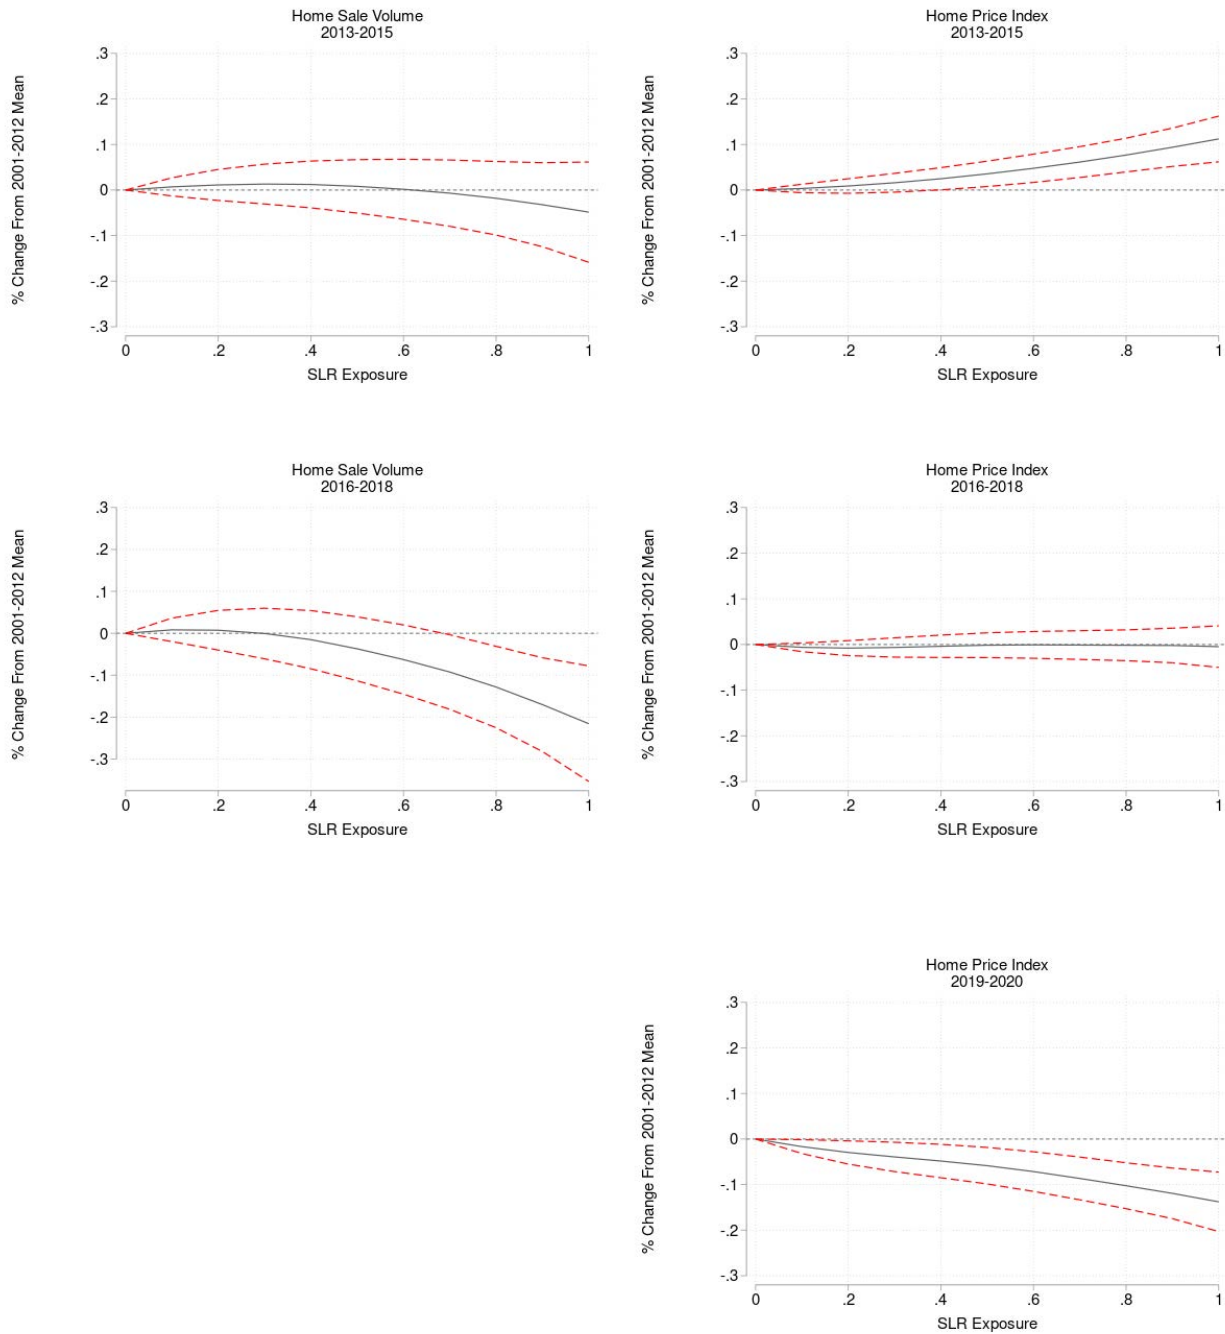 Home Sale Volume
2013-2015
% Change From 2001-2012 Mean
.3
.2
.1
0
-.1
-.2
-.3
0 .2 .4 .6 .8 1
SLR Exposure
Home Price Index
2013-2015
% Change From 2001-2012 Mean
.3
.2
.1
0
-.1
-.2
-.3
0 .2 .4 .6 .8 1
SLR Exposure
Home Sale Volume
2016-2018
% Change From 2001-2012 Mean
.3
.2
.1
0
-.1
-.2
-.3
0 .2 .4 .6 .8 1
SLR Exposure
Home Price Index
2016-2018
% Change From 2001-2012 Mean
.3
.2
.1
0
-.1
-.2
-.3
0 .2 .4 .6 .8 1
SLR Exposure
Home Price Index
2019-2020
% Change From 2001-2012 Mean
.3
.2
.1
0
-.1
-.2
-.3
0 .2 .4 .6 .8 1
SLR Exposure